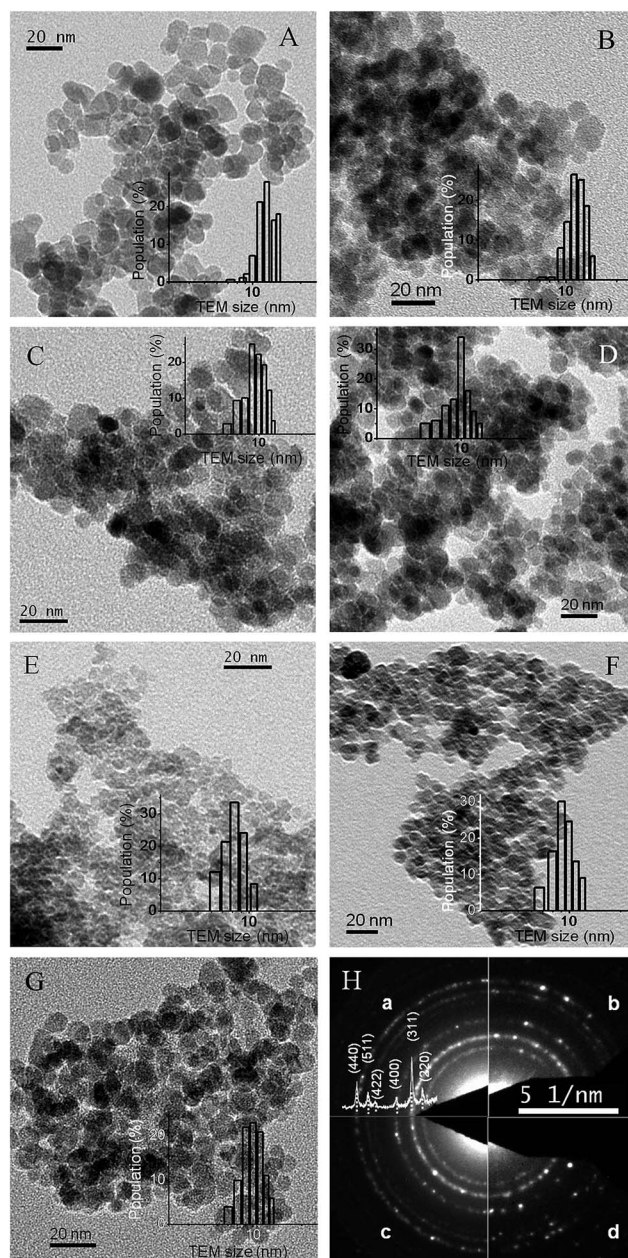 20 nm
A
Population (%)
20
10
0
10
TEM size (nm)
B
Population (%)
20
10
0
10
TEM size (nm)
20 nm
C
Population (%)
20
10
0
10
TEM size (nm)
20 nm
D
Population (%)
30
20
10
0
10
TEM size (nm)
20 nm
E
20 nm
Population (%)
30
20
10
0
10
TEM size (nm)
F
Population (%)
30
20
10
0
10
TEM size (nm)
20 nm
G
Population (%)
20
10
0
10
TEM size (nm)
20 nm
H
a
b
(440)
(511)
(422)
(400)
(311)
(220)
5 1/nm
c
d